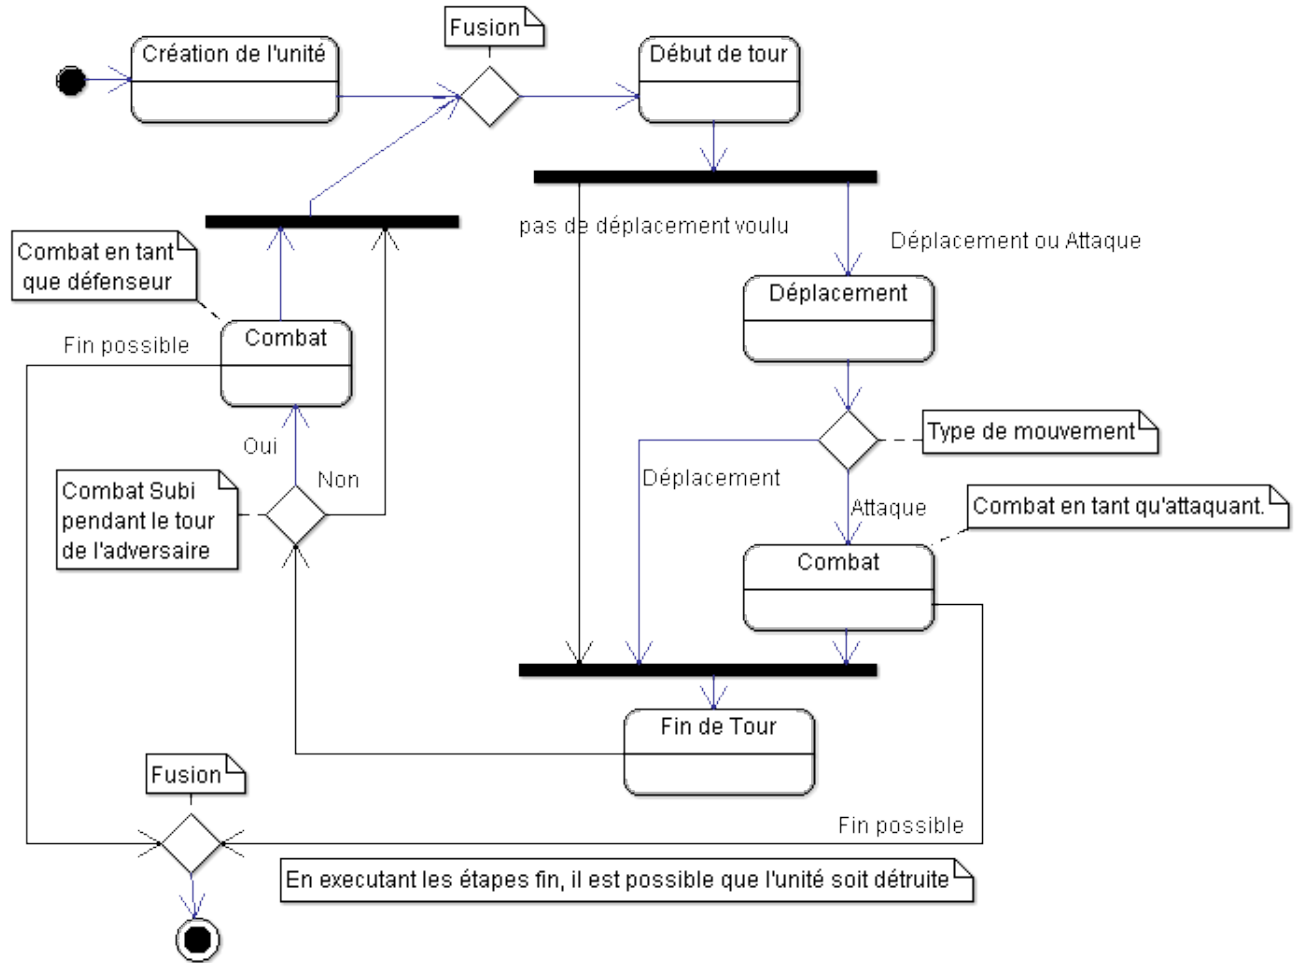 Fusion
Création de l'unité
Début de tour
pas de déplacement voulu
Déplacement ou Attaque
Combat en tant
que défenseur
Déplacement
Fin possible
Combat
Type de mouvement
Oui
Non
Déplacement
Combat Subi
pendant le tour
de l'adversaire
Attaque
Combat en tant qu'attaquant.
Combat
Fin de Tour
Fusion
Fin possible
En executant les étapes fin, il est possible que l'unité soit détruite